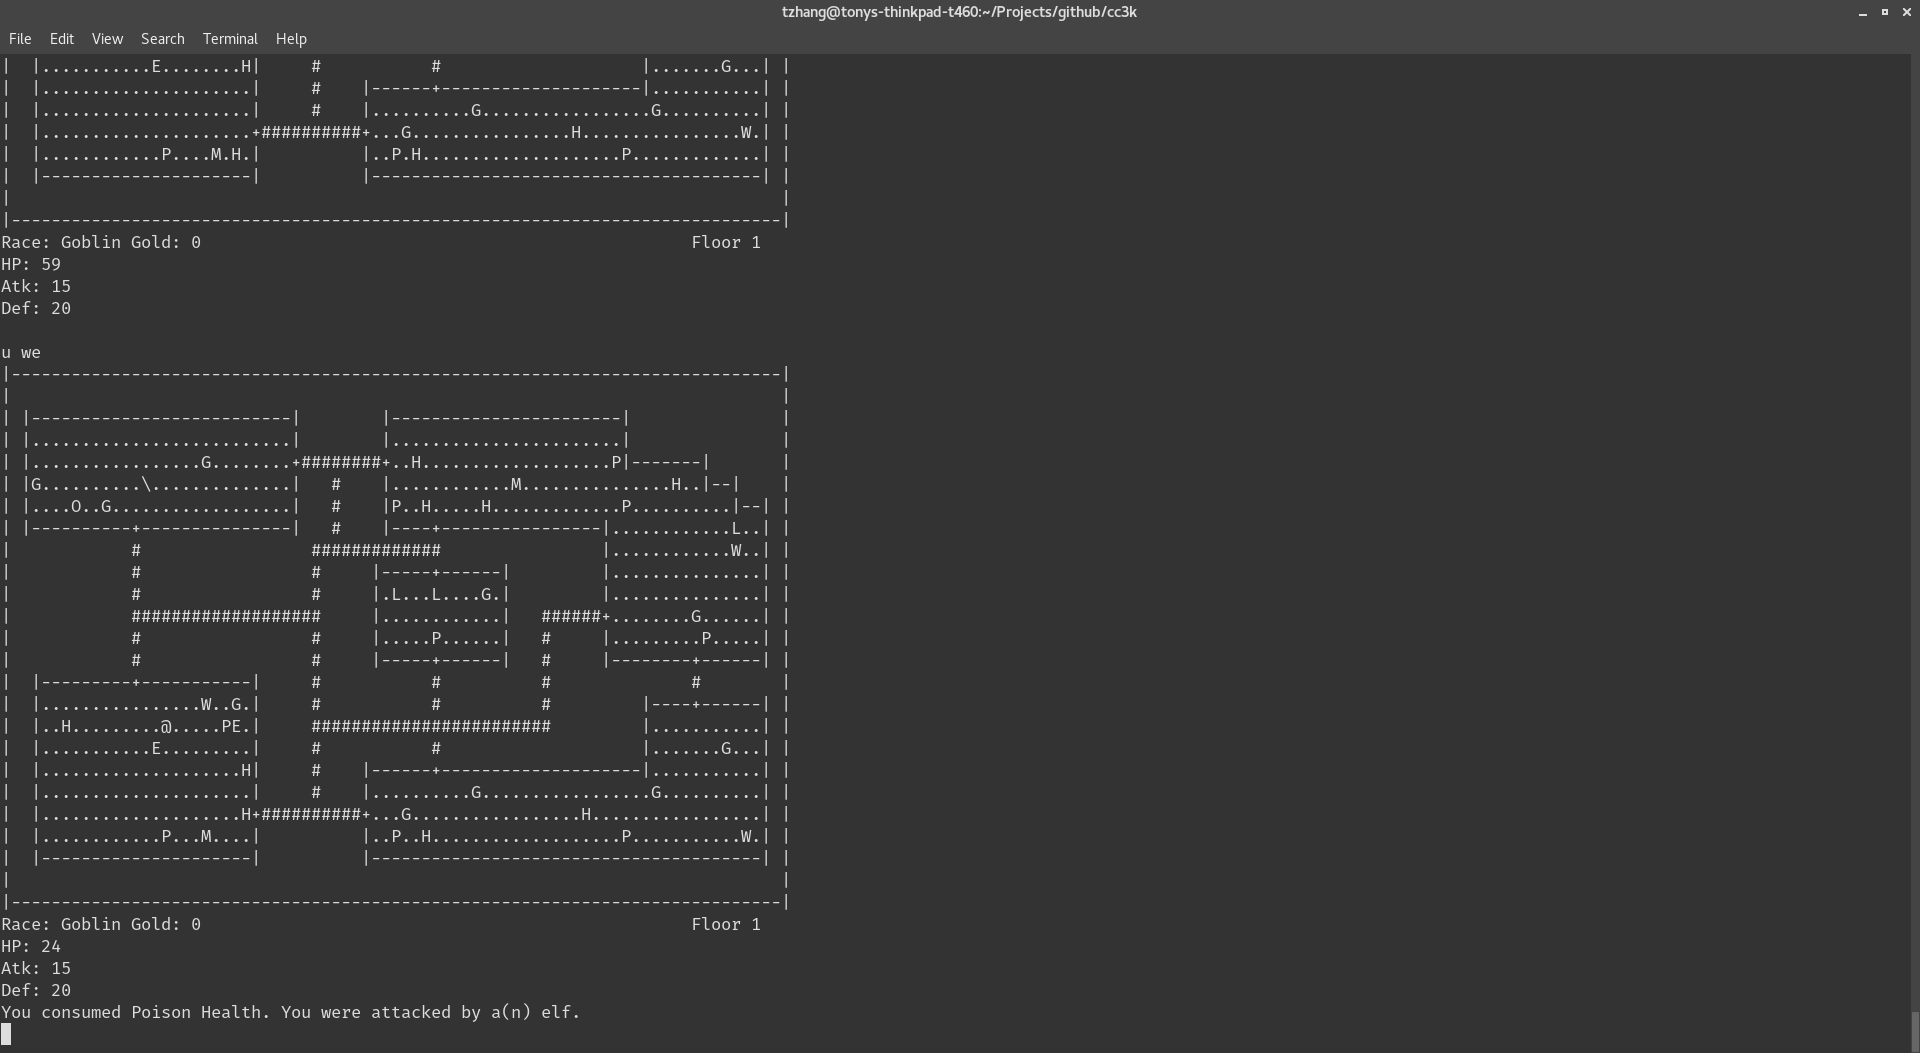 tzhang@tonys-thinkpad-t460:~/Projects/github/cc3k
File Edit View Search Terminal Help
|  |...........E........H|     #           #                    |.......G...| |
|  |.....................|     #    |------+--------------------|...........| |
|  |.....................|     #    |..........G.................G..........| |
|  |.....................+##########+...G................H................W.| |
|  |............P....M.H.|          |..P.H....................P.............| |
|  |---------------------|          |---------------------------------------| |
|                                                                             |
|-----------------------------------------------------------------------------|
Race: Goblin Gold: 0                                                 Floor 1
HP: 59
Atk: 15
Def: 20
u we
|-----------------------------------------------------------------------------|
|                                                                             |
| |--------------------------|        |-----------------------|               |
| |..........................|        |.......................|               |
| |.................G........+########+..H...................P|-------|       |
| |G..........\..............|   #    |............M...............H..|--|    |
| |....O..G..................|   #    |P..H.....H.............P..........|--| |
| |----------+---------------|   #    |----+----------------|............L..| |
|            #                 #############                |............W..| |
|            #                 #     |-----+------|         |...............| |
|            #                 #     |.L...L....G.|         |...............| |
|            ###################     |............|   ######+........G......| |
|            #                 #     |.....P......|   #     |.........P.....| |
|            #                 #     |-----+------|   #     |--------+------| |
|  |---------+-----------|     #           #          #              #        |
|  |................W..G.|     #           #          #         |----+------| |
|  |..H.........@.....PE.|     ########################         |...........| |
|  |...........E.........|     #           #                    |.......G...| |
|  |....................H|     #    |------+--------------------|...........| |
|  |.....................|     #    |..........G.................G..........| |
|  |....................H+##########+...G.................H.................| |
|  |............P...M....|          |..P..H...................P...........W.| |
|  |---------------------|          |---------------------------------------| |
|                                                                             |
|-----------------------------------------------------------------------------|
Race: Goblin Gold: 0                                                 Floor 1
HP: 24
Atk: 15
Def: 20
You consumed Poison Health. You were attacked by a(n) elf.